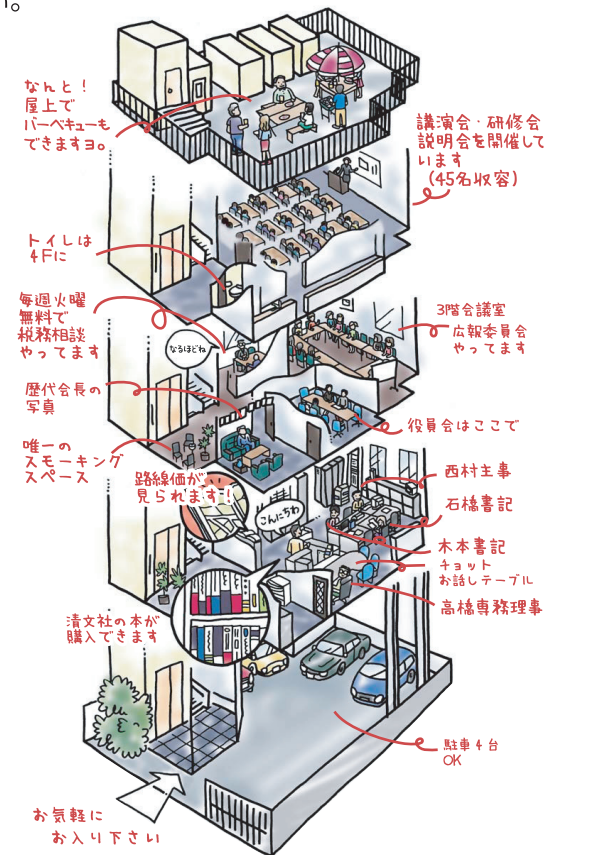 す。
なんと！
屋上で
バーベキューも
できますヨ。
講演会・研修会
説明会を開催して
います
(45名収容)
トイレは
4Fに
毎週火曜
無料で
税務相談
やってます
なるほどね
3階会議室
広報委員会
やってます
歴代会長の
写真
役員会はここで
唯一の
スモーキング
スペース
路線価が
見られます！
こんにちわ
西村主事
石橋書記
木本書記
チョット
お話しテーブル
高橋専務理事
清文社の本が
購入できます
駐車4台
OK
お気軽に
お入り下さい